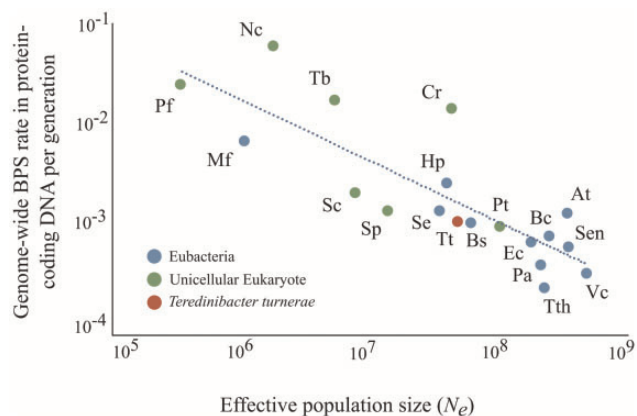 Genome-wide BPS rate in protein-
coding DNA per generation
10-1
10-2
10-3
10-4
Nc
Tb
Cr
Pf
Mf
Hp
Sc
Sp
Se
Tt
Bs
Pt
At
Bc
Sen
Ec
Pa
Tth
Vc
Eubacteria
Unicellular Eukaryote
Teredinibacter turnerae
10^5 10^6 10^7 10^8 10^9
Effective population size (Ne)